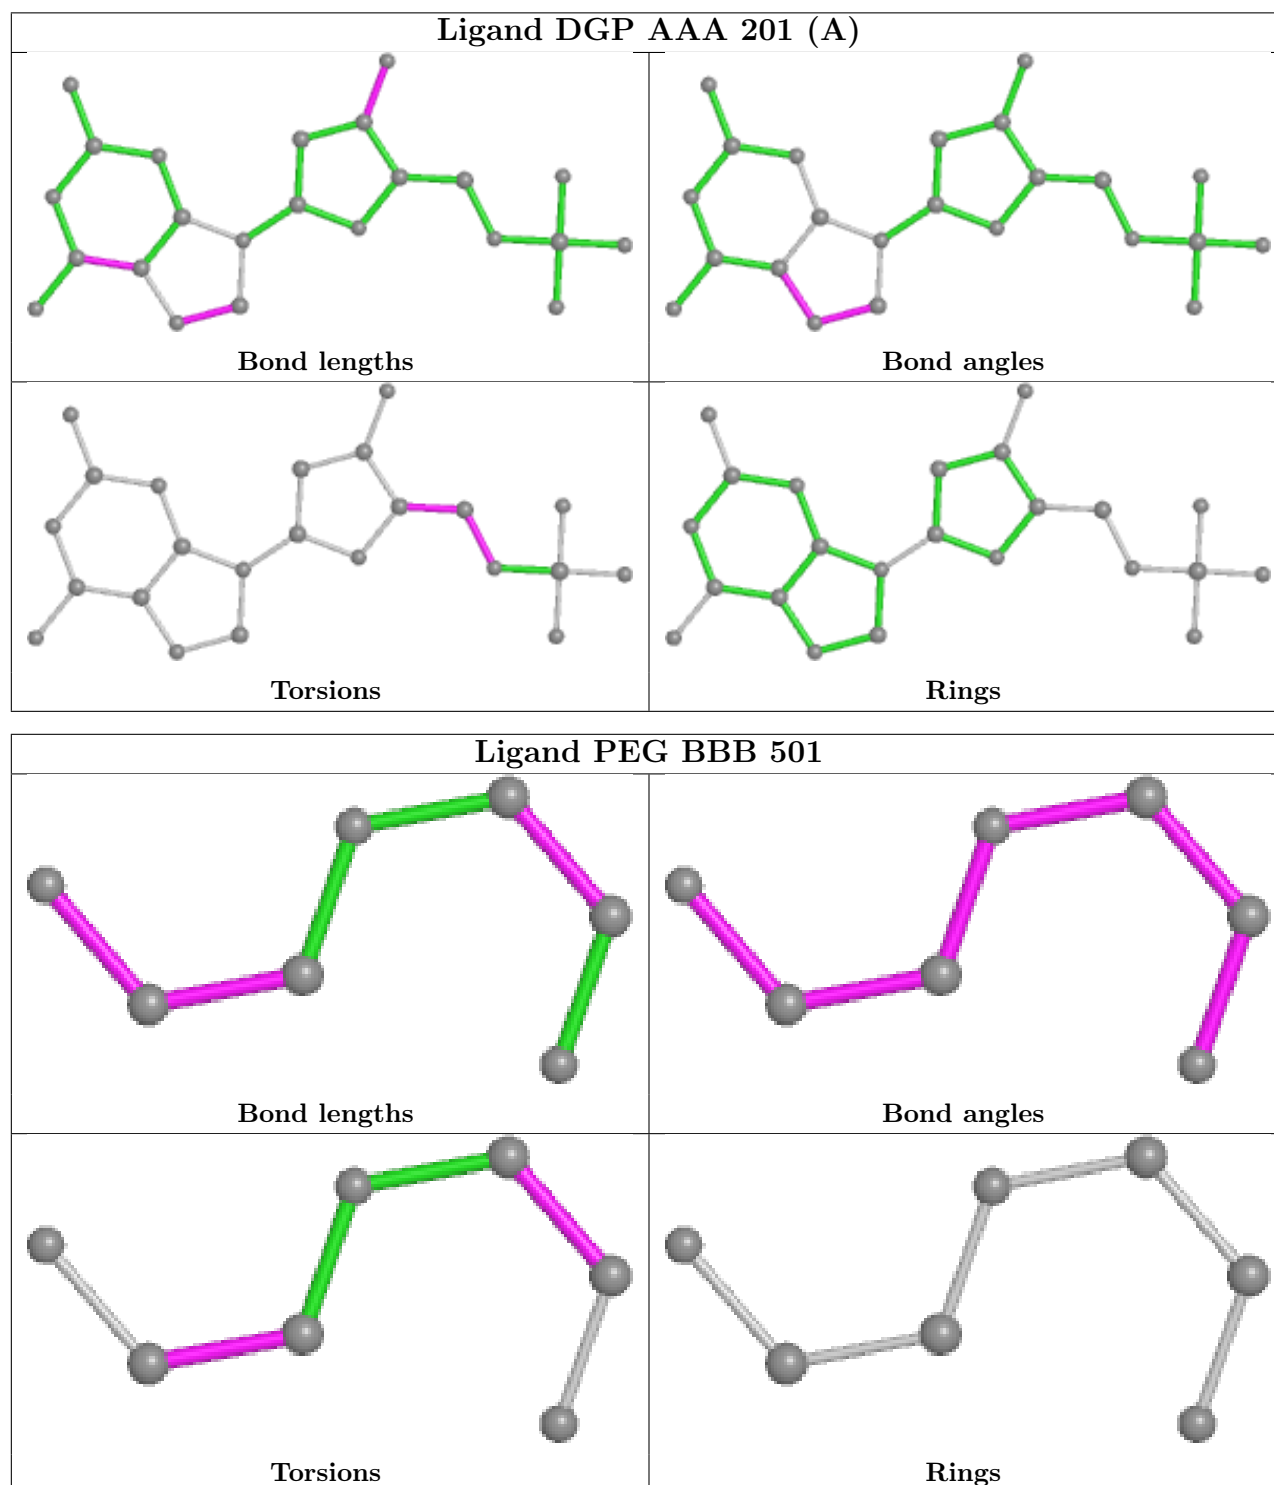 Ligand DGP AAA 201 (A)
Bond lengths
Bond angles
Torsions
Rings
Ligand PEG BBB 501
Bond lengths
Bond angles
Torsions
Rings